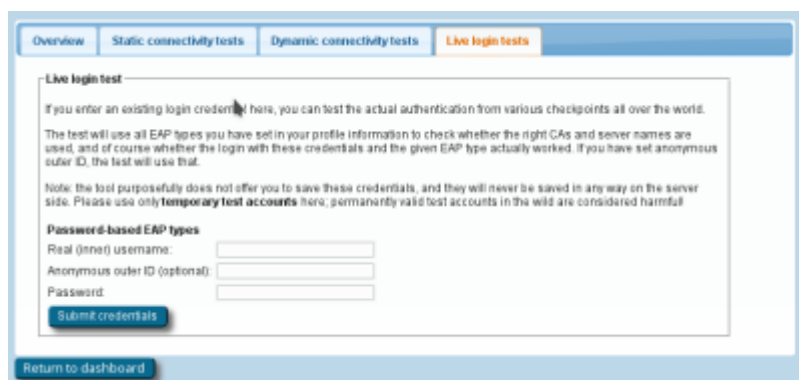 Overview Static connectivity tests Dynamic connectivity tests Live login tests
Live login test
If you enter an existing login credential here, you can test the actual authentication from various checkpoints all over the world.
The test will use all EAP types you have set in your profile information to check whether the right CAs and server names are
used, and of course whether the login with these credentials and the given EAP type actually worked. If you have set anonymous
outer ID, the test will use that.
Note: the tool purposefully does not offer you to save these credentials, and they will never be saved in any way on the server
side. Please use only temporary test accounts here; permanently valid test accounts in the wild are considered harmful!
Password-based EAP types
Real (inner) username:
Anonymous outer ID (optional):
Password:
Submit credentials
Return to dashboard